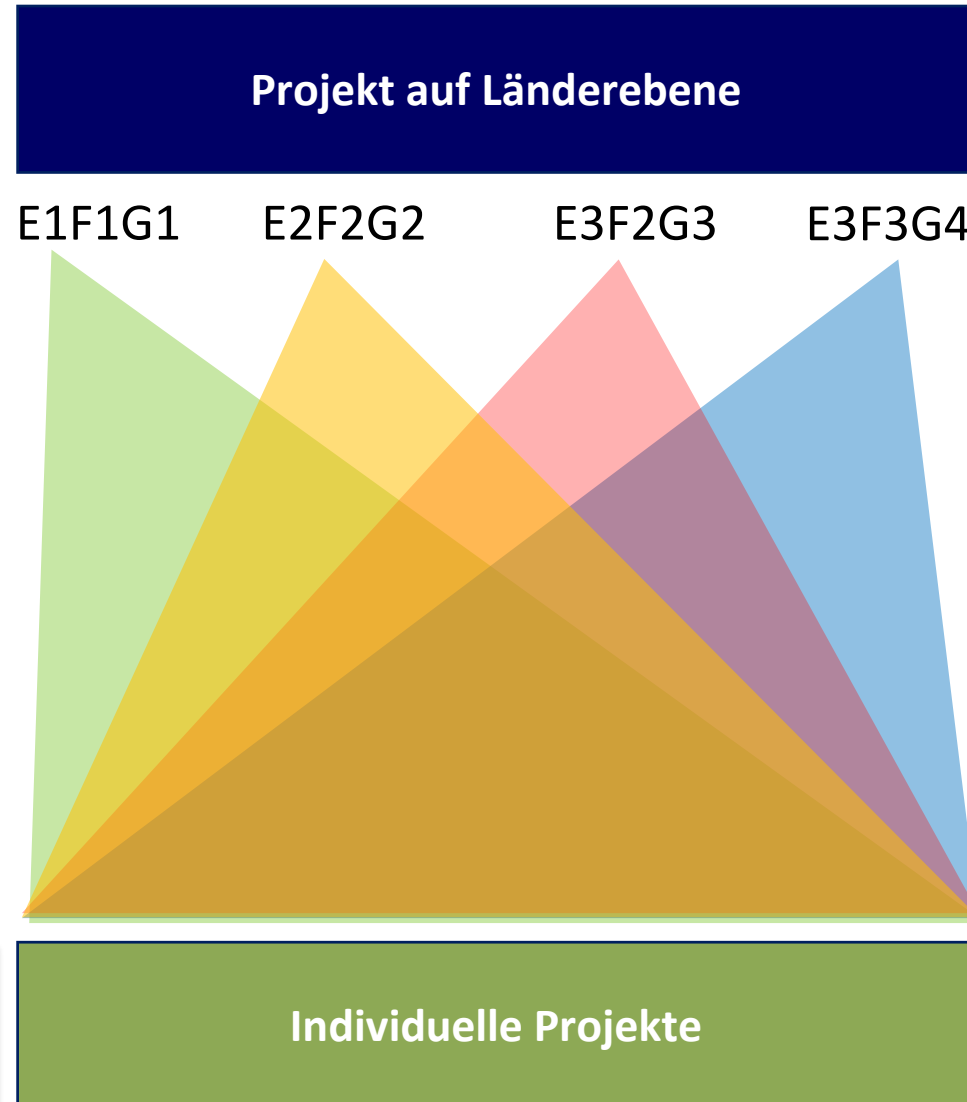 Projekt auf Länderebene
E1F1G1 E2F2G2 E3F2G3 E3F3G4
Individuelle Projekte